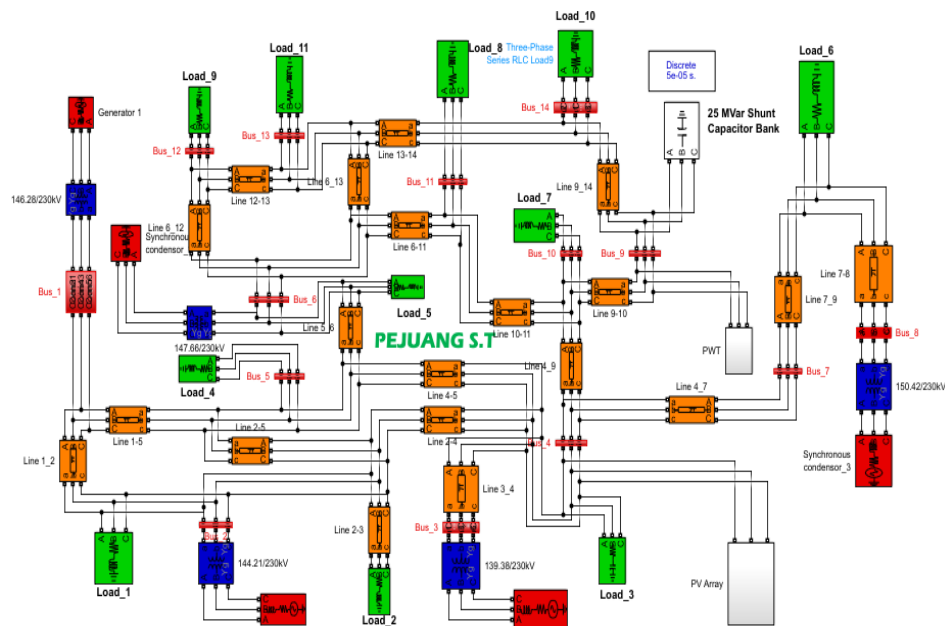 Load_10
Load_11
Load_8
Three-Phase
Series RLC Load9
Load_6
Load_9
Discrete
5e-05 s.
Generator 1
Bus_14
25 MVar Shunt
Capacitor Bank
Bus_13
Line 13-14
Bus_12
Line 12-13
Line 6_13
Bus_11
Line 9_14
146.28/230kV
Load_7
Line 6_12
Synchronous
condensor_
Line 6-11
Bus_10
Bus_9
Line 7-8
Bus_1
Bus_6
Load_5
Line 9-10
Line 7_9
Line 5_6
Line 10-11
PEJUANG S.T
147.66/230kV
PWT
Bus_8
Load_4
Bus_5
Line 4_9
Bus_7
Line 4-5
Line 4_7
150.42/230kV
Line 1-5
Line 2-5
Line 2-4
Bus_4
Line 1_2
Line 3_4
Synchronous
condensor_3
Bus_2
Line 2-3
Bus_3
144.21/230kV
139.38/230kV
Load_1
Load_2
Load_3
PV Array